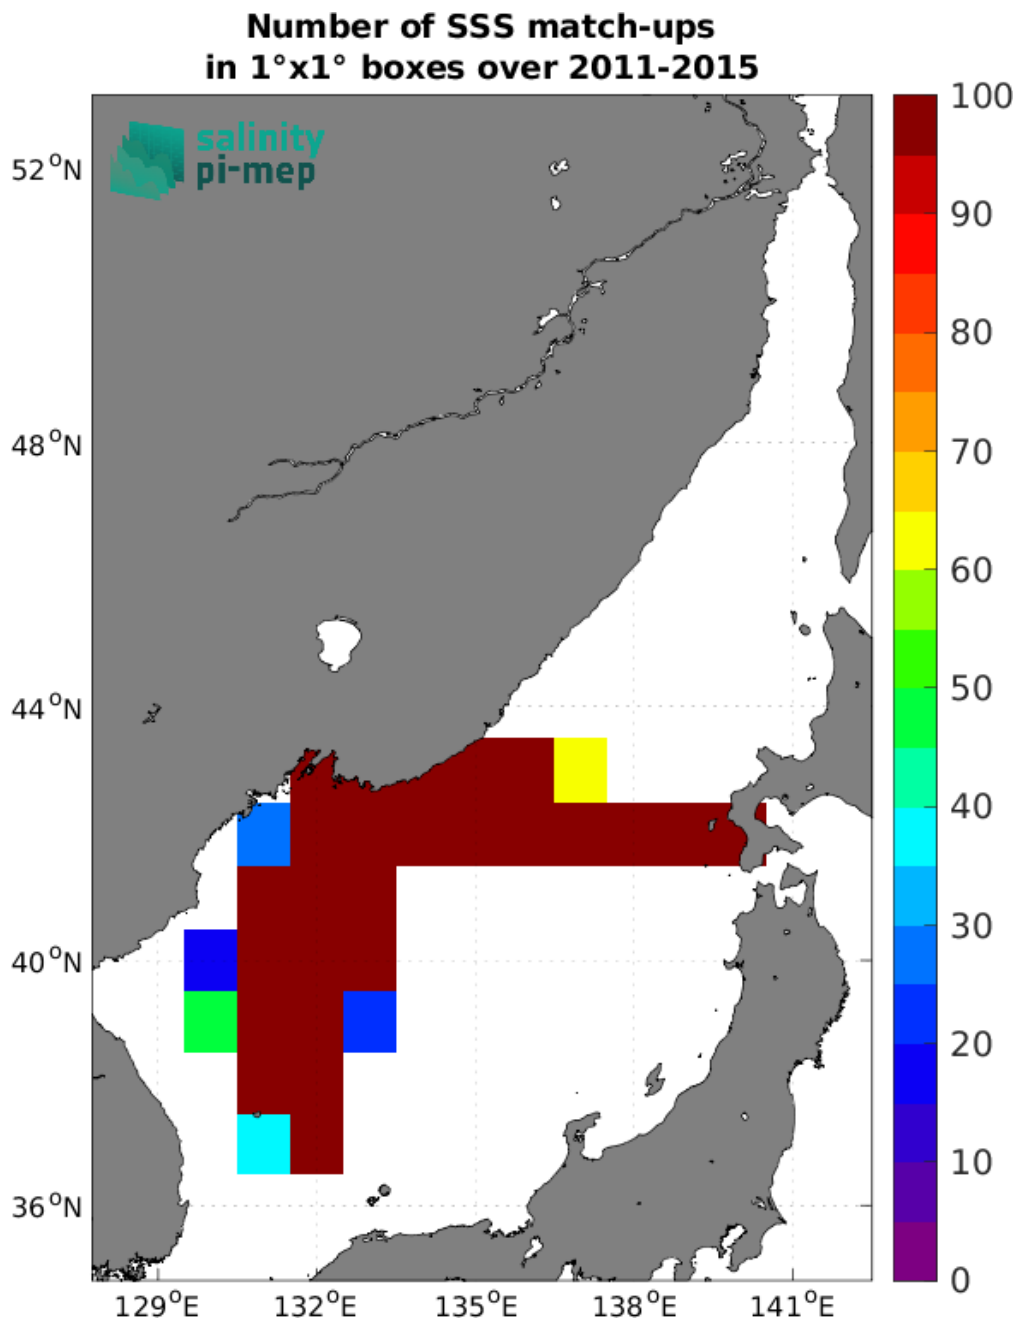 Number of SSS match-ups
in 1°x1° boxes over 2011-2015
salinity
pi-mep
52°N
48°N
44°N
40°N
36°N
129°E 132°E 135°E 138°E 141°E
100
90
80
70
60
50
40
30
20
10
0